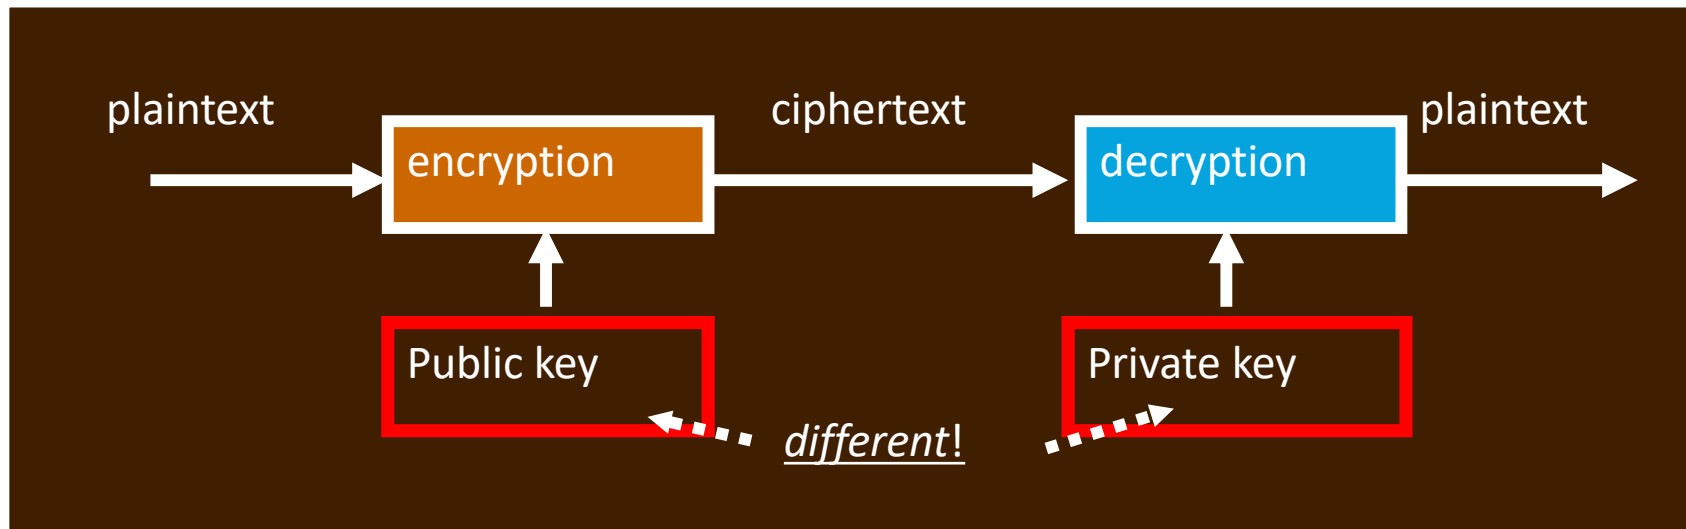 plaintext
ciphertext
plaintext
encryption
decryption
Public key
Private key
different!